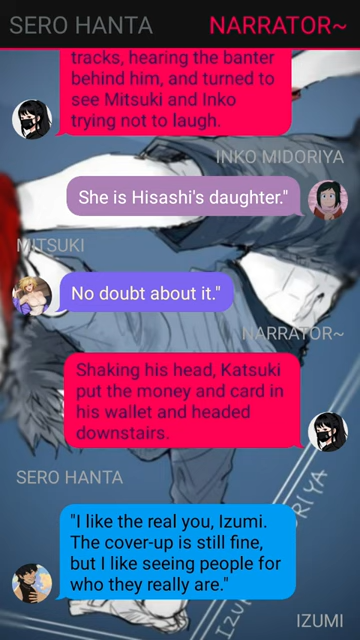 SERO HANTA NARRATOR~
tracks, hearing the banter
behind him, and turned to
see Mitsuki and Inko
trying not to laugh.
INKO MIDORIYA
She is Hisashi's daughter."
MITSUKI
No doubt about it."
NARRATOR~
Shaking his head, Katsuki
put the money and card in
his wallet and headed
downstairs.
SERO HANTA
"I like the real you, Izumi.
The cover-up is still fine,
but I like seeing people for
who they really are."
IZUMI